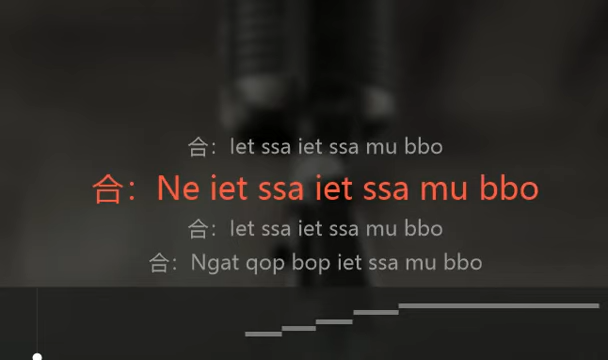 合：Iet ssa iet ssa mu bbo
合：Ne iet ssa iet ssa mu bbo
合：Iet ssa iet ssa mu bbo
合：Ngat qop bop iet ssa mu bbo